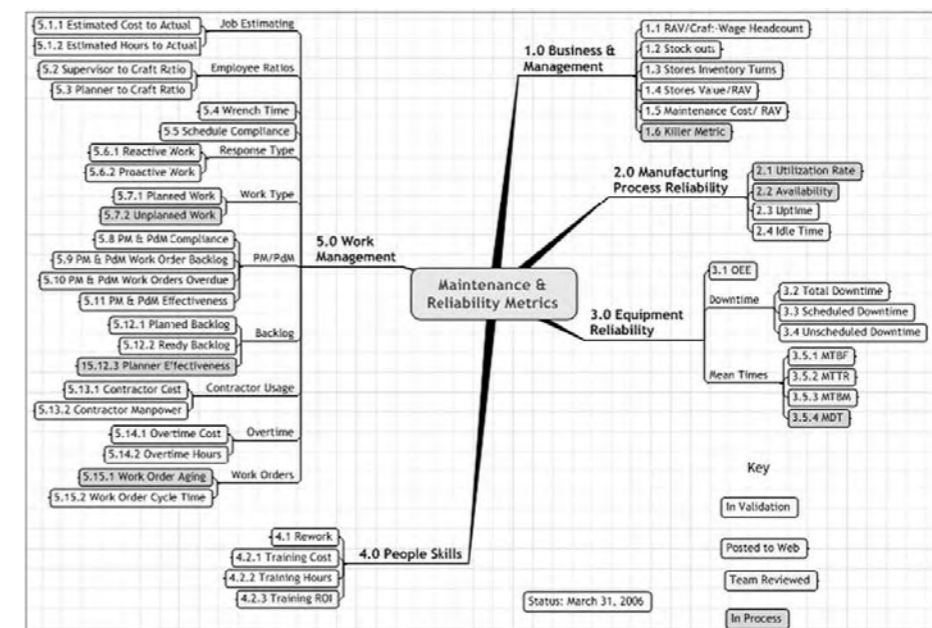 Maintenance &
Reliability Metrics
1.0 Business &
Management
1.1 RAV/Craft-Wage Headcount
1.2 Stock outs
1.3 Stores Inventory Turns
1.4 Stores Value/RAV
1.5 Maintenance Cost/ RAV
1.6 Killer Metric
2.0 Manufacturing
Process Reliability
2.1 Utilization Rate
2.2 Availability
2.3 Uptime
2.4 Idle Time
3.0 Equipment
Reliability
3.1 OEE
Downtime
3.2 Total Downtime
3.3 Scheduled Downtime
3.4 Unscheduled Downtime
Mean Times
3.5.1 MTBF
3.5.2 MTTR
3.5.3 MTBM
3.5.4 MDT
4.0 People Skills
4.1 Rework
4.2.1 Training Cost
4.2.2 Training Hours
4.2.3 Training ROI
5.0 Work
Management
Job Estimating
5.1.1 Estimated Cost to Actual
5.1.2 Estimated Hours to Actual
Employee Ratios
5.2 Supervisor to Craft Ratio
5.3 Planner to Craft Ratio
5.4 Wrench Time
5.5 Schedule Compliance
Response Type
5.6.1 Reactive Work
5.6.2 Proactive Work
Work Type
5.7.1 Planned Work
5.7.2 Unplanned Work
PM/PdM
5.8 PM & PdM Compliance
5.9 PM & PdM Work Order Backlog
5.10 PM & PdM Work Orders Overdue
5.11 PM & PdM Effectiveness
Backlog
5.12.1 Planned Backlog
5.12.2 Ready Backlog
15.12.3 Planner Effectiveness
Contractor Usage
5.13.1 Contractor Cost
5.13.2 Contractor Manpower
Overtime
5.14.1 Overtime Cost
5.14.2 Overtime Hours
Work Orders
5.15.1 Work Order Aging
5.15.2 Work Order Cycle Time
Key
In Validation
Posted to Web
Team Reviewed
In Process
Status: March 31, 2006